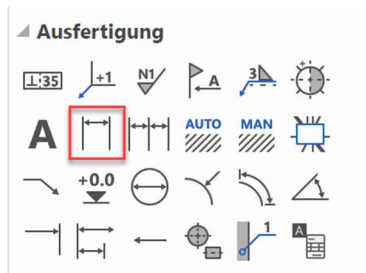 Ausfertigung
⊥ 35 +1 N1 A 3
A AUTO MAN
+0.0
1 A